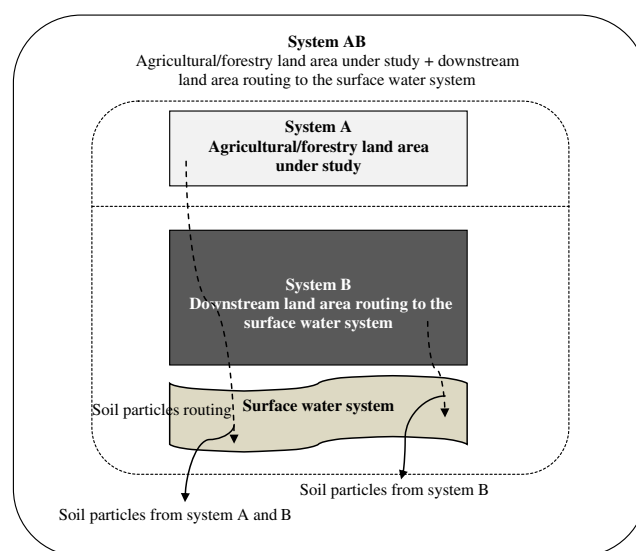 System AB
Agricultural/forestry land area under study + downstream
land area routing to the surface water system
System A
Agricultural/forestry land area
under study
System B
Downstream land area routing to the
surface water system
Soil particles routing
Surface water system
Soil particles from system B
Soil particles from system A and B